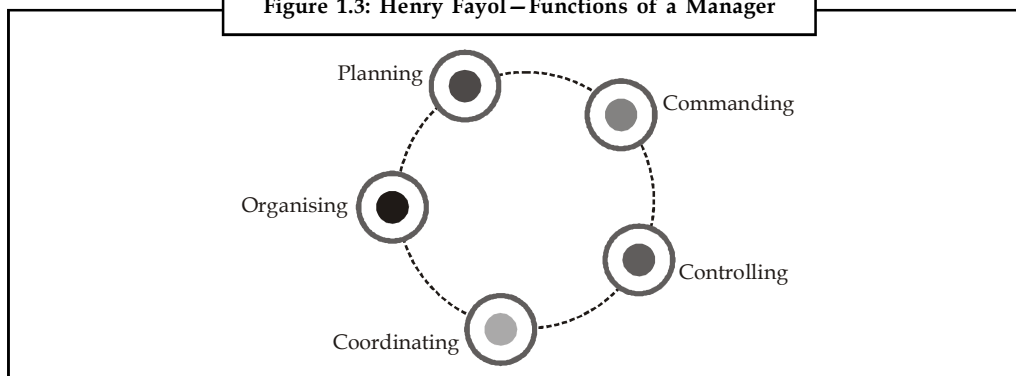 Figure 1.3: Henry Fayol—Functions of a Manager
Planning
Commanding
Organising
Controlling
Coordinating